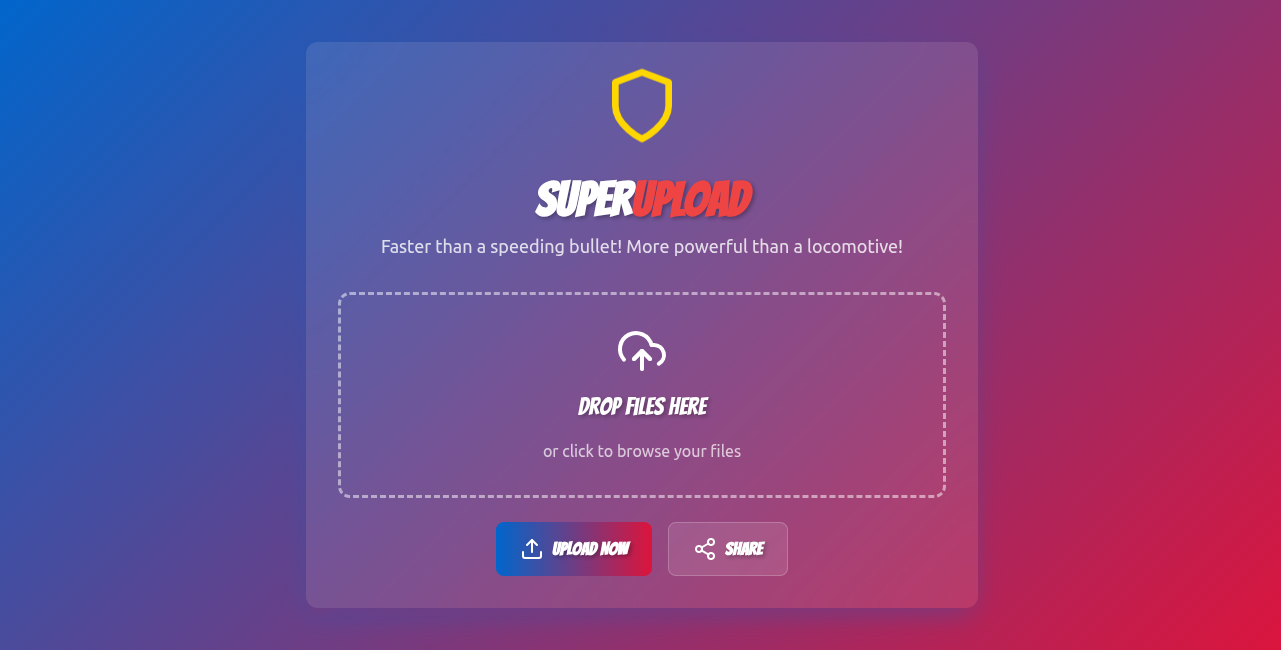 SUPERUPLOAD
Faster than a speeding bullet! More powerful than a locomotive!
DROP FILES HERE
or click to browse your files
UPLOAD NOW
SHARE